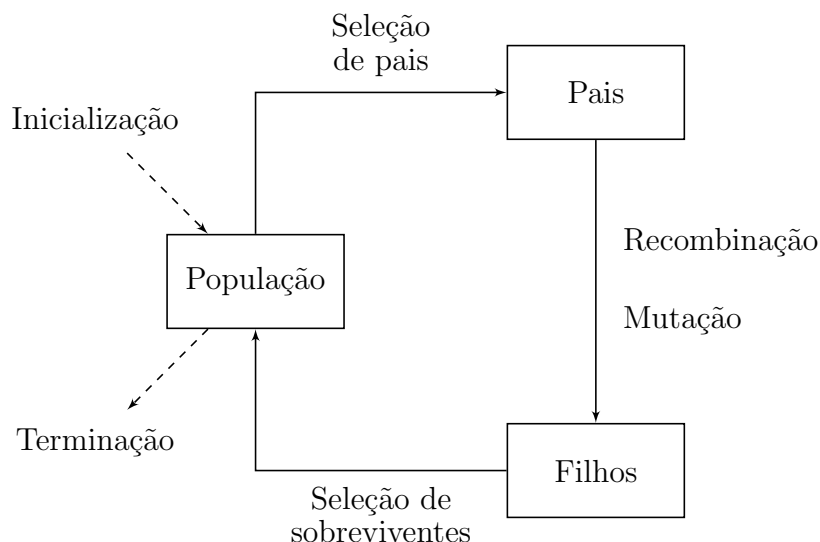 Seleção
de pais
Pais
Inicialização
Recombinação
População
Mutação
Terminação
Filhos
Seleção de
sobreviventes